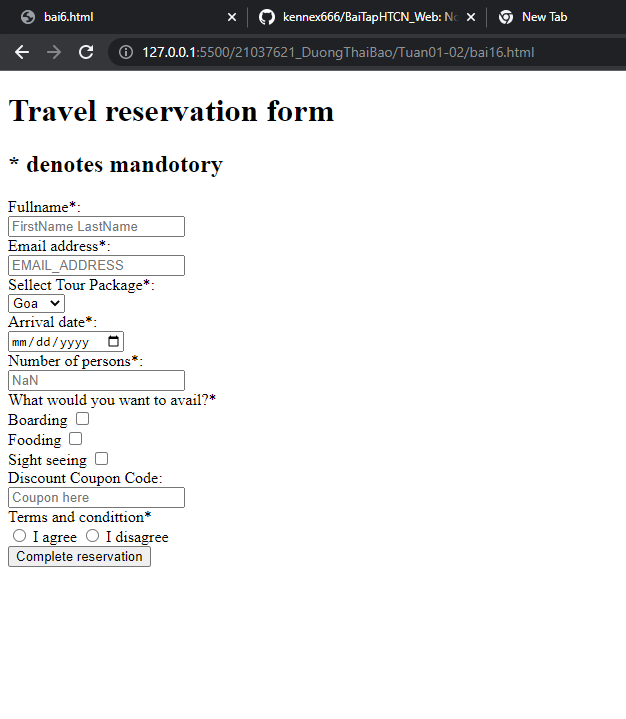 bai6.html
kennex666/BaiTapHTCN_Web: No
New Tab
127.0.0.1:5500/21037621_DuongThaiBao/Tuan01-02/bai16.html
Travel reservation form
* denotes mandotory
Fullname*:
FirstName LastName
Email address*:
EMAIL_ADDRESS
Sellect Tour Package*:
Goa
Arrival date*:
mm/dd/yyyy
Number of persons*:
NaN
What would you want to avail?*
Boarding
Fooding
Sight seeing
Discount Coupon Code:
Coupon here
Terms and condittion*
I agree I disagree
Complete reservation